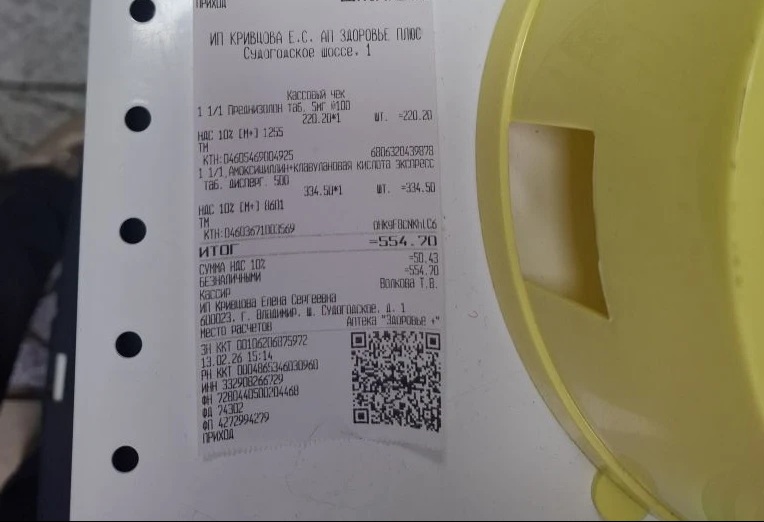 ПРИХОД
ИП КРИВЦОВА Е.С. АП ЗДОРОВЬЕ ПЛЮС
Судогодское шоссе. 1
Кассовый чек
1 1/1 Преднизолон таб. 5мг №100
220.20*1 ШТ. =220.20
НДС 10% [М+] 1255
ТМ
КТН:04605469004925 6806320439878
1 1/1,Амоксициллин+клавулановая кислота экспресс
таб. дисперг. 500
334.50*1 ШТ. =334.50
НДС 10% [М+] 8601
ТМ
КТН:04603671003569
ИТОГ =554.70
СУММА НДС 10% =50.43
БЕЗНАЛИЧНЫМИ =554.70
Кассир Волкова Т.В.
ИП Кривцова Елена Сергеевна
600023, Г. Владимир, Ш. Судогодское, Д. 1
Место расчетов Аптека "Здоровье +"
ЗН ККТ 00106206875972
13.02.26 15:14
РН ККТ 0004865346030960
ИНН 332908266729
ФН 7280440500204468
ФД 74302
ФП 4272994279
ПРИХОД